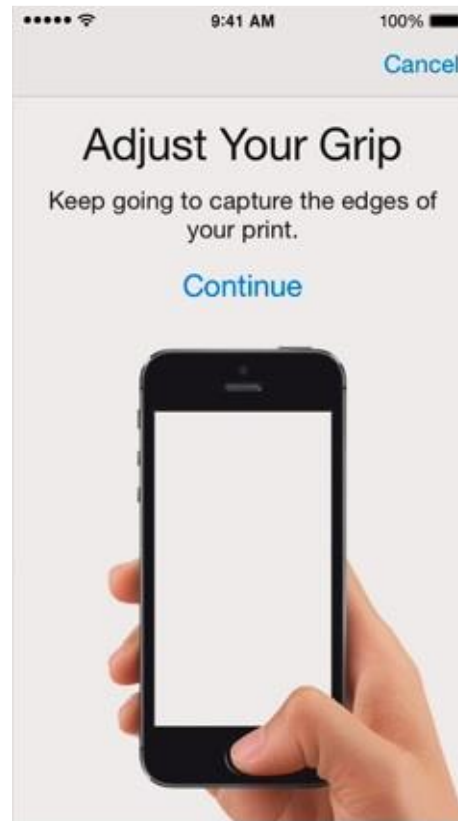 9:41 AM 100%
Cancel
Adjust Your Grip
Keep going to capture the edges of
your print.
Continue